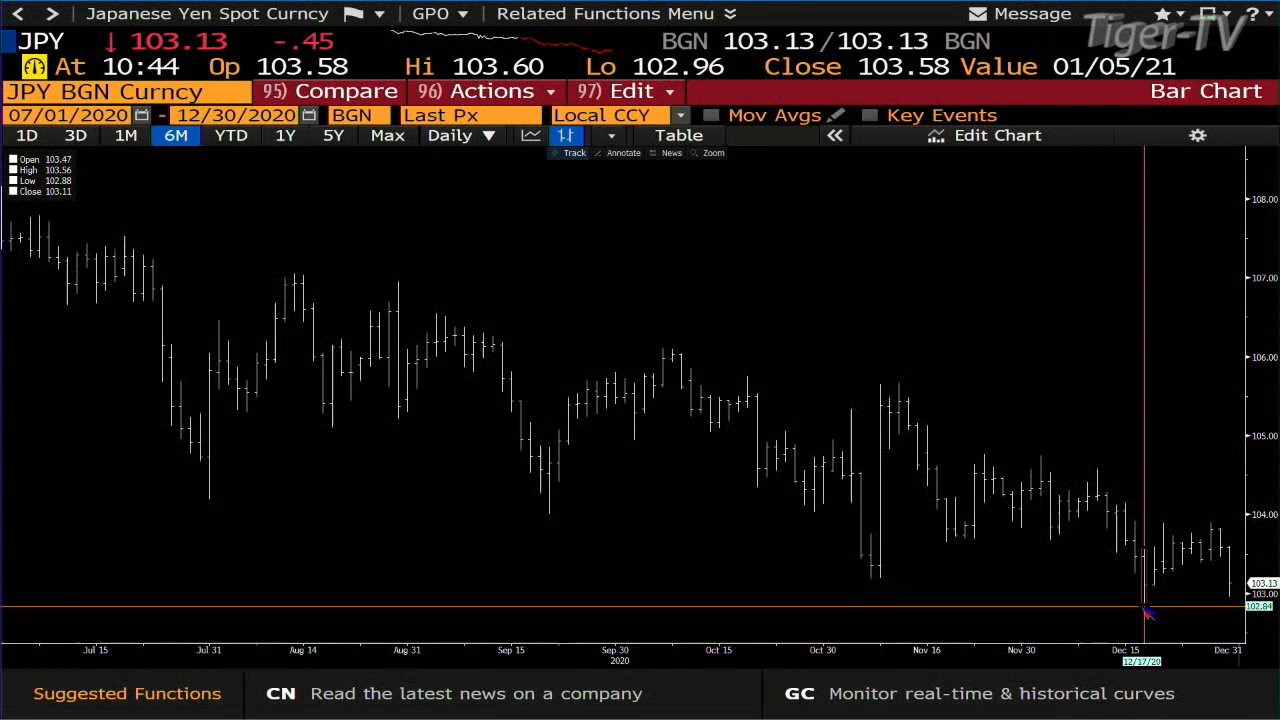 Japanese Yen Spot Curncy GPO Related Functions Menu Message ?
Tiger-TV
JPY 103.13 -.45 BGN 103.13/103.13 BGN
At 10:44 Op 103.58 Hi 103.60 Lo 102.96 Close 103.58 Value 01/05/21
JPY BGN Curncy 95) Compare 96) Actions 97) Edit Bar Chart
07/01/2020 - 12/30/2020 BGN Last Px Local CCY Mov Avgs Key Events
1D 3D 1M 6M YTD 1Y 5Y Max Daily ▼ Table « Edit Chart
Track Annotate News Zoom
Open 103.47
High 103.56
Low 102.88
Close 103.11
108.00
107.00
106.00
105.00
104.00
103.13
103.00
102.84
Jul 15 Jul 31 Aug 14 Aug 31 Sep 15 Sep 30 Oct 15 Oct 30 Nov 16 Nov 30 Dec 15 Dec 31
2020 12/17/20
Suggested Functions CN Read the latest news on a company GC Monitor real-time & historical curves